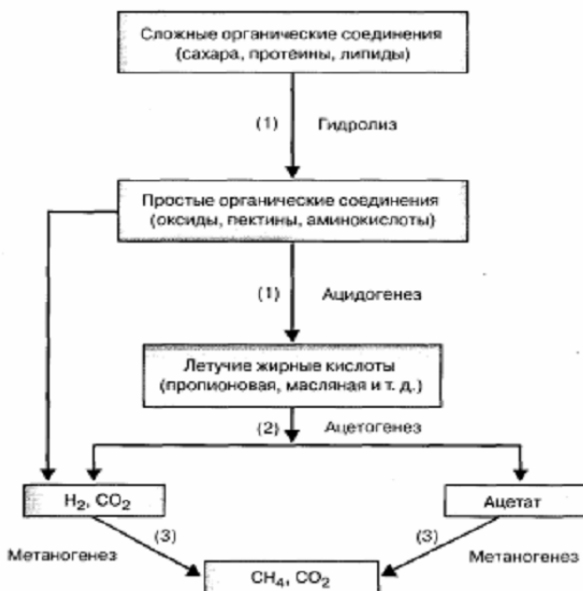 Сложные органические соединения
(сахара, протеины, липиды)
(1) Гидролиз
Простые органические соединения
(оксиды, пектины, аминокислоты)
(1) Ацидогенез
Летучие жирные кислоты
(пропионовая, масляная и т. д.)
(2) Ацетогенез
H₂, CO₂
Ацетат
(3) (3)
Метаногенез Метаногенез
CH₄, CO₂